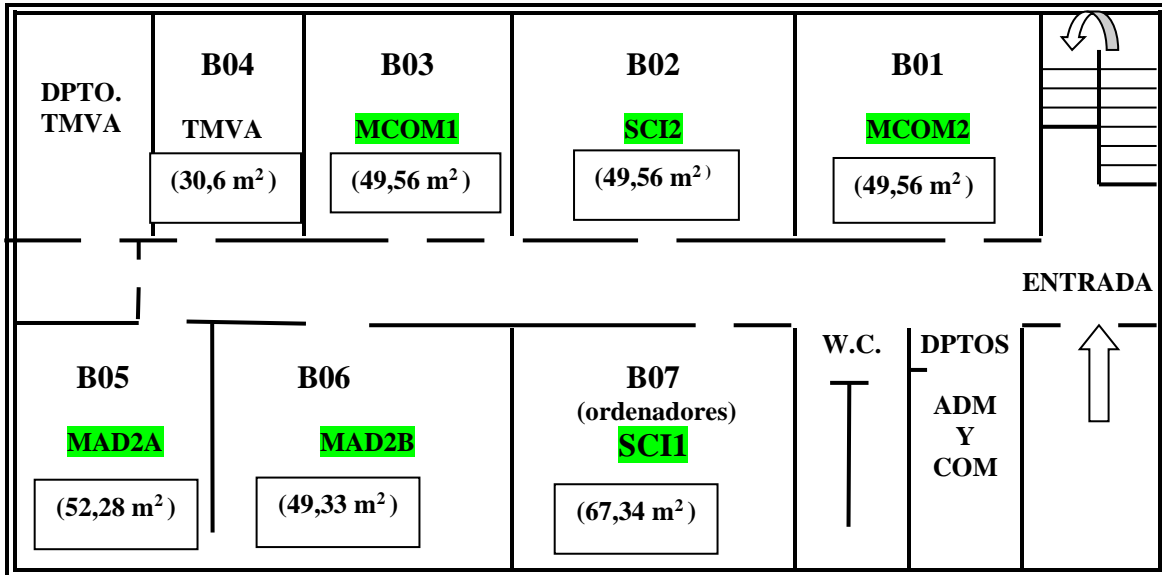 DPTO.
TMVA
B04
TMVA
(30,6 m²)
B03
MCOM1
(49,56 m²)
B02
SCI2
(49,56 m²)
B01
MCOM2
(49,56 m²)
ENTRADA
B05
MAD2A
(52,28 m²)
B06
MAD2B
(49,33 m²)
B07
(ordenadores)
SCI1
(67,34 m²)
W.C.
DPTOS
ADM
Y
COM